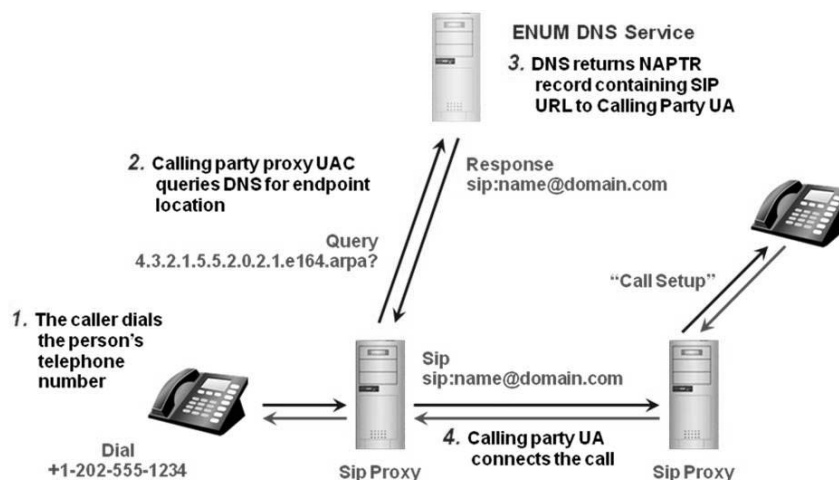 ENUM DNS Service
3. DNS returns NAPTR
record containing SIP
URL to Calling Party UA
2. Calling party proxy UAC
queries DNS for endpoint
location
Response
sip:name@domain.com
Query
4.3.2.1.5.5.2.0.2.1.e164.arpa?
“Call Setup”
1. The caller dials
the person’s
telephone
number
Sip
sip:name@domain.com
Dial
+1-202-555-1234
Sip Proxy
4. Calling party UA
connects the call
Sip Proxy